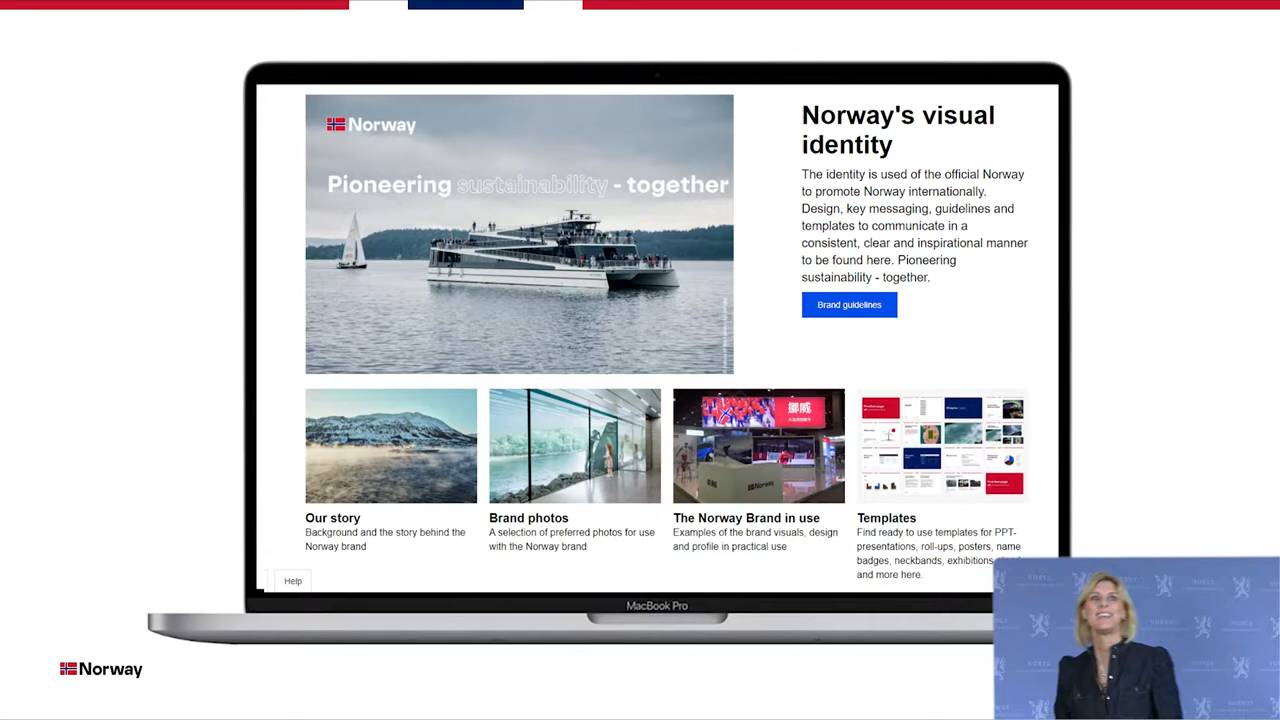 Norway
Pioneering sustainability - together
Norway's visual
identity
The identity is used of the official Norway
to promote Norway internationally.
Design, key messaging, guidelines and
templates to communicate in a
consistent, clear and inspirational manner
to be found here. Pioneering
sustainability - together.
Brand guidelines
挪威
Norway
Our story
Background and the story behind the
Norway brand
Brand photos
A selection of preferred photos for use
with the Norway brand
The Norway Brand in use
Examples of the brand visuals, design
and profile in practical use
Templates
Find ready to use templates for PPT-
presentations, roll-ups, posters, name
badges, neckbands, exhibitions,
and more here.
Help
MacBook Pro
Norway
NORGE